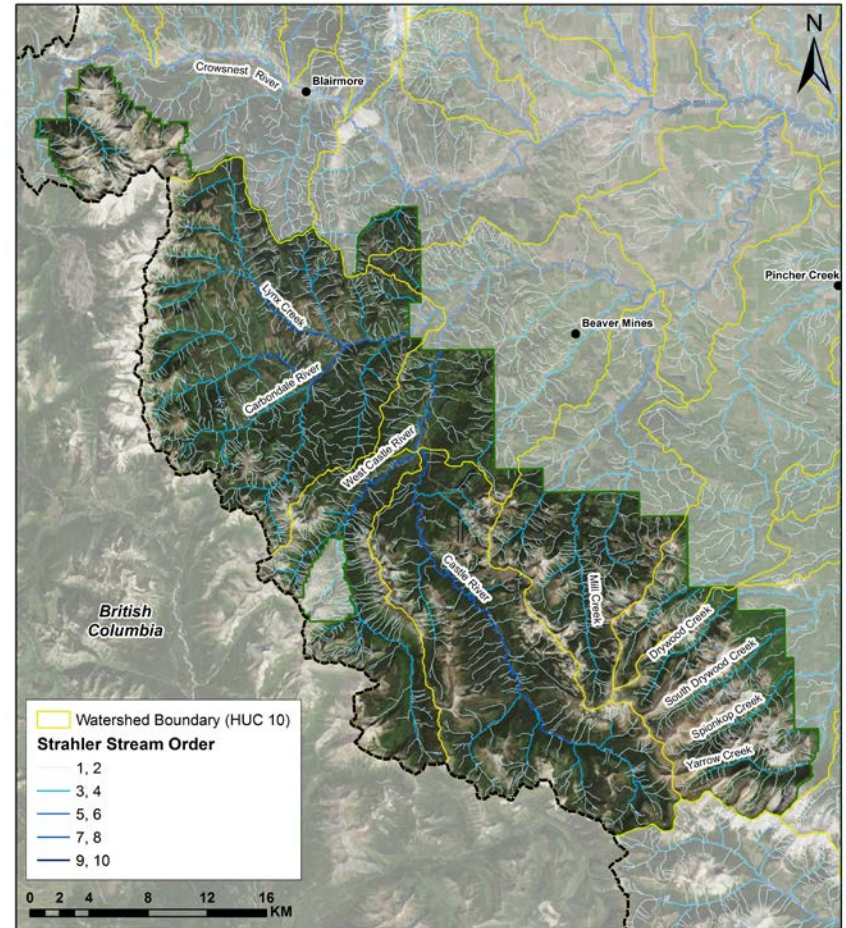 N
Crowsnest River
Blairmore
Pincher Creek
Lynx Creek
Beaver Mines
Carbondale River
West Castle River
Castle River
Mill Creek
British
Columbia
Drywood Creek
South Drywood Creek
Spionkop Creek
Yarrow Creek
Watershed Boundary (HUC 10)
Strahler Stream Order
1, 2
3, 4
5, 6
7, 8
9, 10
0 2 4 8 12 16
KM